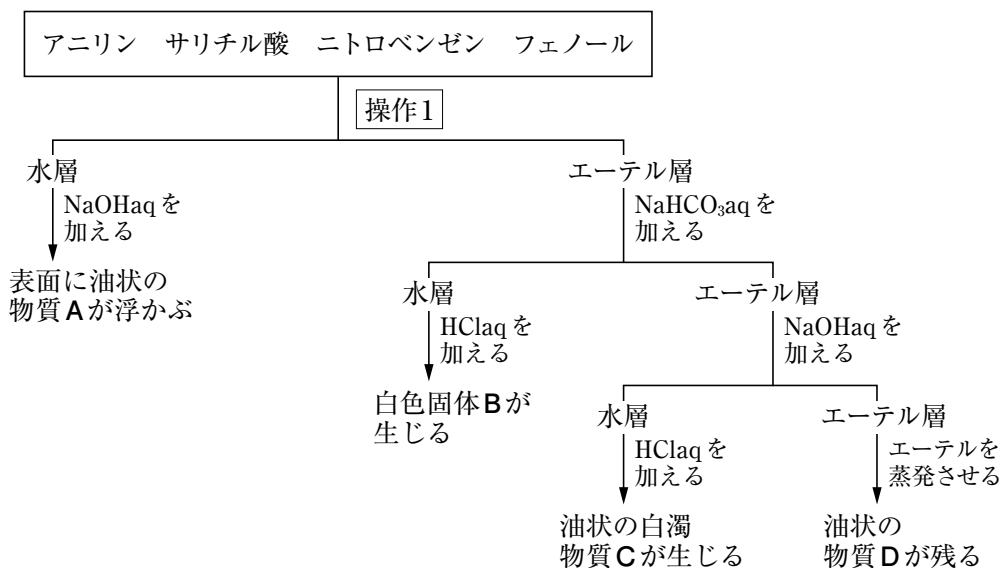 アニリン　サリチル酸　ニトロベンゼン　フェノール
操作1
水層
エーテル層
NaOHaqを
加える
NaHCO₃aqを
加える
表面に油状の
物質Aが浮かぶ
水層
エーテル層
HClaqを
加える
NaOHaqを
加える
白色固体Bが
生じる
水層
エーテル層
HClaqを
加える
エーテルを
蒸発させる
油状の白濁
物質Cが生じる
油状の
物質Dが残る